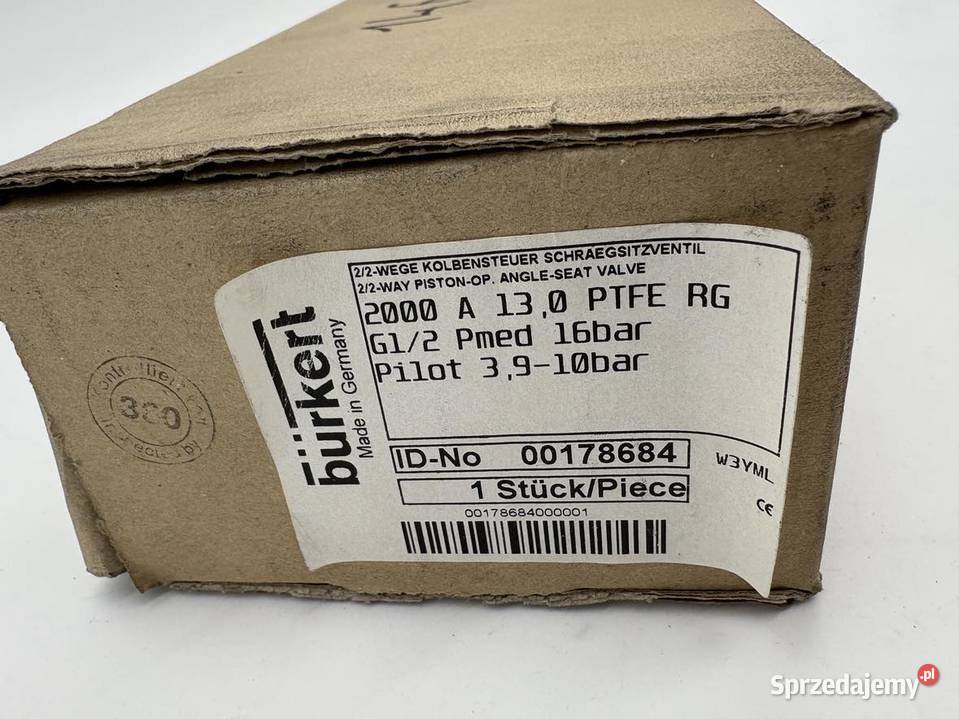 2/2-WEGE KOLBENSTEUER SCHRAEGSITZVENTIL
2/2-WAY PISTON-OP. ANGLE-SEAT VALVE
2000 A 13,0 PTFE RG
G1/2 Pmed 16bar
Pilot 3,9-10bar
bürkert
Made in Germany
ID-No 00178684
1 Stück/Piece
W3YML
CE
00178684000001
380
Sprzedajemy.pl